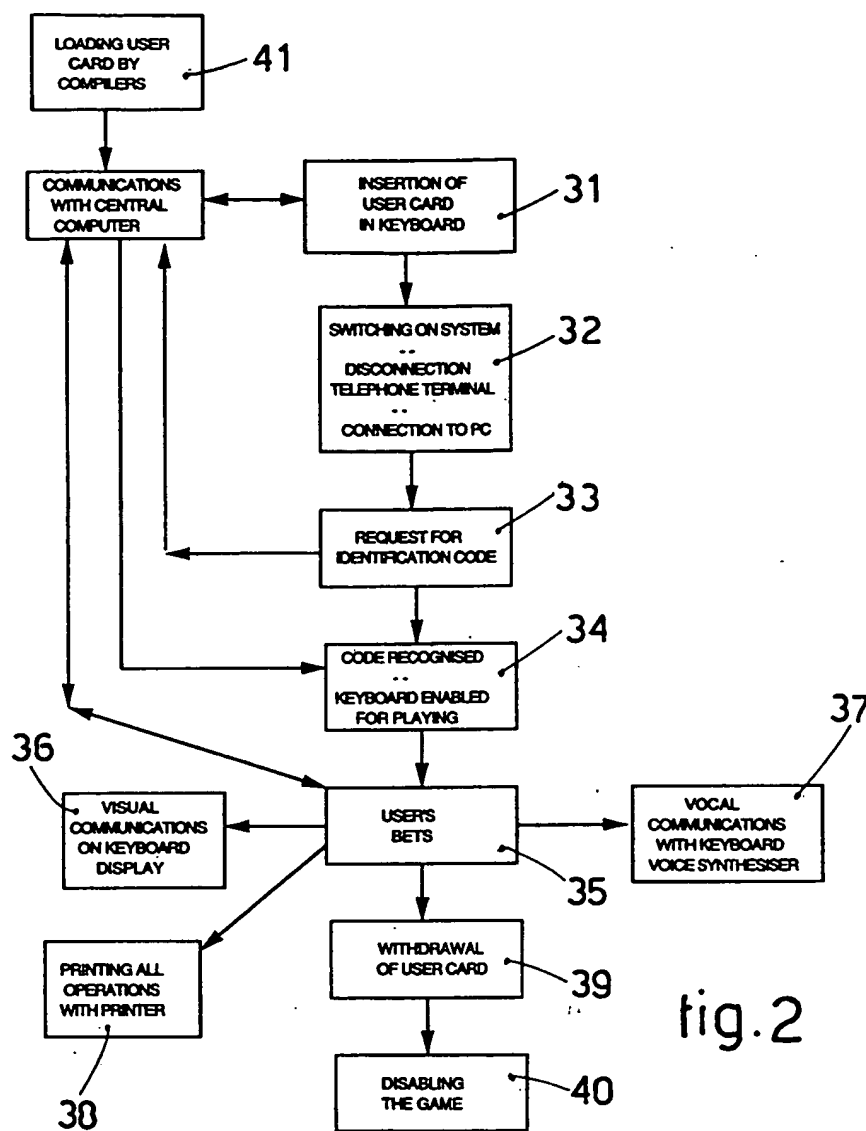 LOADING USER
CARD BY
COMPILERS
41
COMMUNICATIONS
WITH CENTRAL
COMPUTER
INSERTION OF
USER CARD
IN KEYBOARD
31
SWITCHING ON SYSTEM
--
DISCONNECTION
TELEPHONE TERMINAL
--
CONNECTION TO PC
32
REQUEST FOR
IDENTIFICATION CODE
33
CODE RECOGNISED
--
KEYBOARD ENABLED
FOR PLAYING
34
36
VISUAL
COMMUNICATIONS
ON KEYBOARD
DISPLAY
USER'S
BETS
35
37
VOCAL
COMMUNICATIONS
WITH KEYBOARD
VOICE SYNTHESISER
PRINTING ALL
OPERATIONS
WITH PRINTER
38
WITHDRAWAL
OF USER CARD
39
DISABLING
THE GAME
40
fig.2